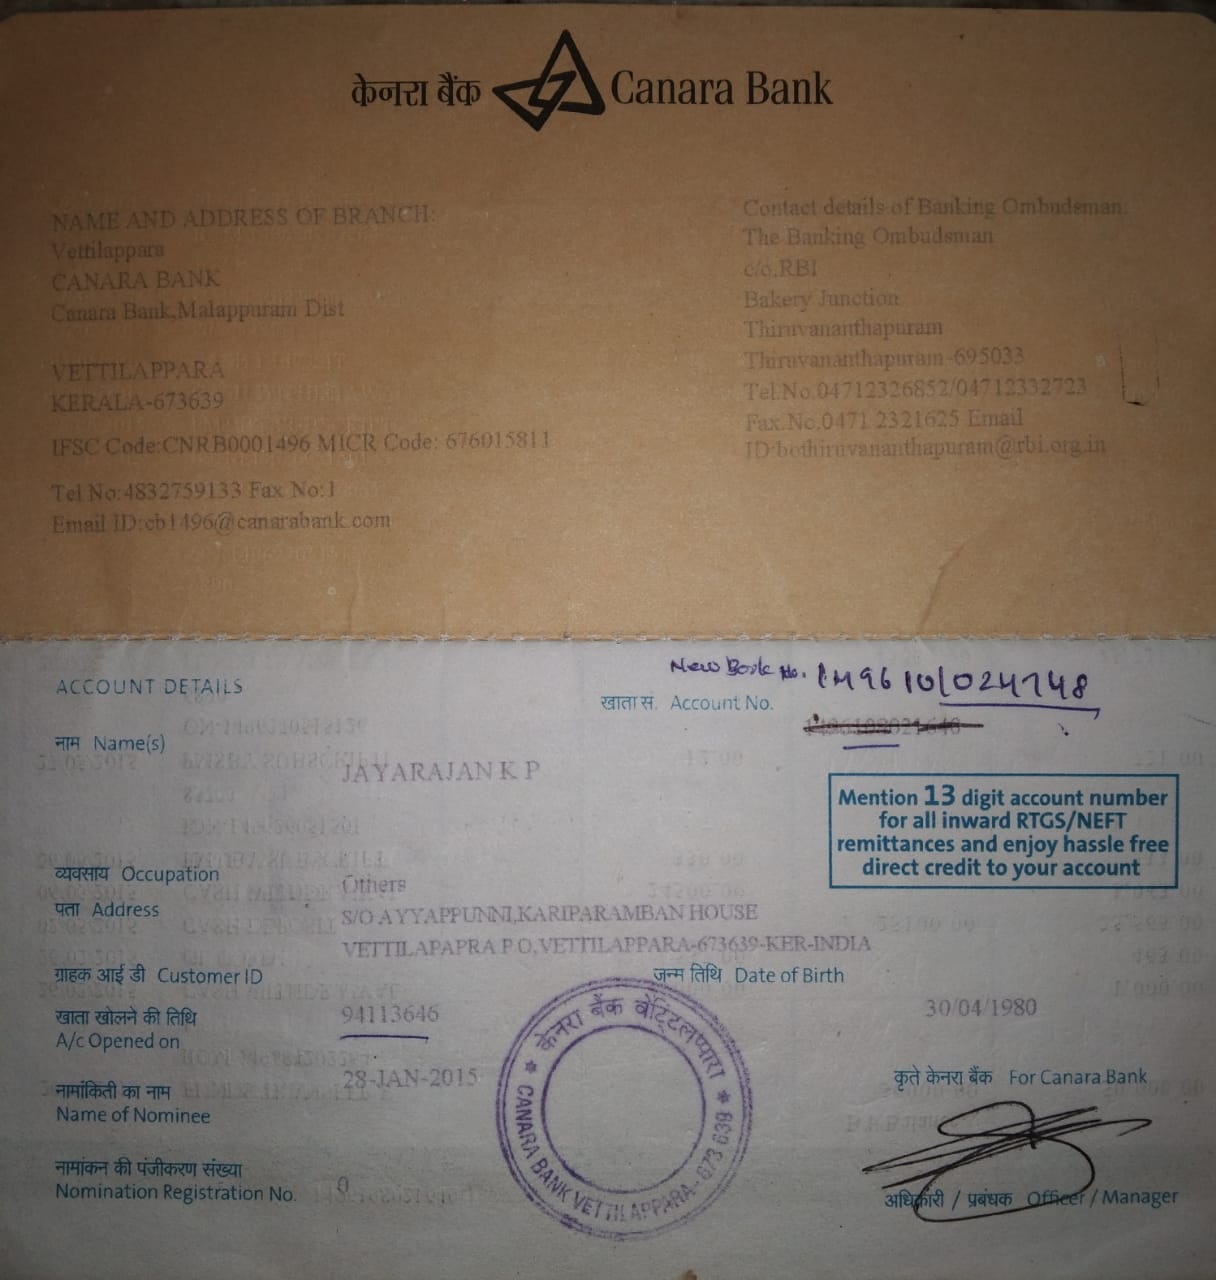 केनरा बैंक Canara Bank
NAME AND ADDRESS OF BRANCH:
Vettilappara
CANARA BANK
Canara Bank,Malappuram Dist
VETTILAPPARA
KERALA-673639
IFSC Code:CNRB0001496 MICR Code: 676015811
Tel No:4832759133 Fax No:1
Email ID:cb1496@canarabank.com
Contact details of Banking Ombudsman:
The Banking Ombudsman
c/o.RBI
Bakery Junction
Thiruvananthapuram
Thiruvananthapuram-695033
Tel.No.04712326852/04712332723
Fax.No.0471 2321625 Email
ID:bothiruvananthapuram@rbi.org.in
New Book No.
ACCOUNT DETAILS
खाता सं. Account No.
नाम Name(s)
JAYARAJAN K P
Mention 13 digit account number
for all inward RTGS/NEFT
remittances and enjoy hassle free
direct credit to your account
व्यवसाय Occupation
Others
पता Address
S/O AYYAPPUNNI,KARIPARAMBAN HOUSE
VETTILAPAPRA P O,VETTILAPPARA-673639-KER-INDIA
ग्राहक आई डी Customer ID
94113646
जन्म तिथि Date of Birth
30/04/1980
खाता खोलने की तिथि
A/c Opened on
28-JAN-2015
नामांकिती का नाम
Name of Nominee
नामांकन की पंजीकरण संख्या
Nomination Registration No.
0
केनरा बैंक वेट्टिलप्पारा
CANARA BANK VETTILAPPARA - 673 639
कृते केनरा बैंक For Canara Bank
अधिकारी / प्रबंधक Officer / Manager